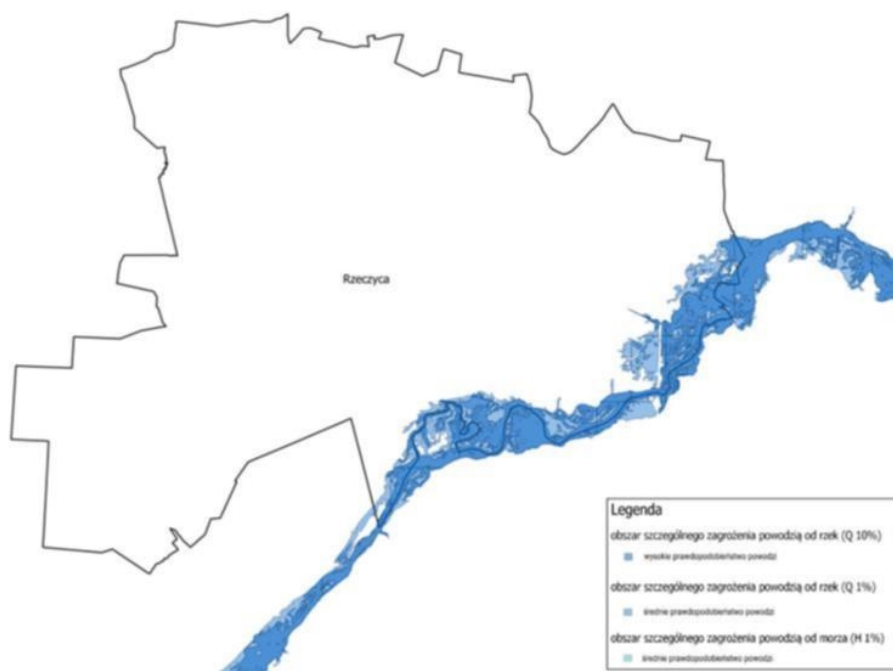 Rzeczyca
Legenda
obszar szczególnego zagrożenia powodzią od rzek (Q 10%)
wysokie prawdopodobieństwo powodzi
obszar szczególnego zagrożenia powodzią od rzek (Q 1%)
średnie prawdopodobieństwo powodzi
obszar szczególnego zagrożenia powodzią od morza (H 1%)
średnie prawdopodobieństwo powodzi